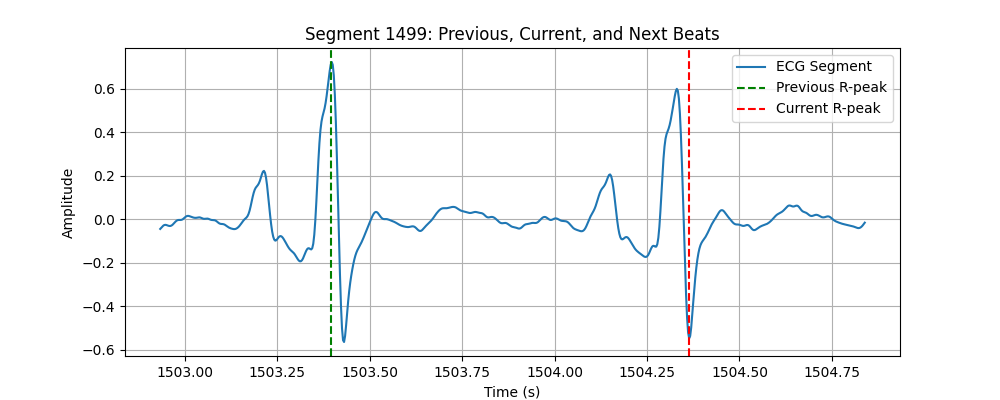 Segment 1499: Previous, Current, and Next Beats
ECG Segment
Previous R-peak
Current R-peak
Amplitude
0.6
0.4
0.2
0.0
−0.2
−0.4
−0.6
1503.00 1503.25 1503.50 1503.75 1504.00 1504.25 1504.50 1504.75
Time (s)